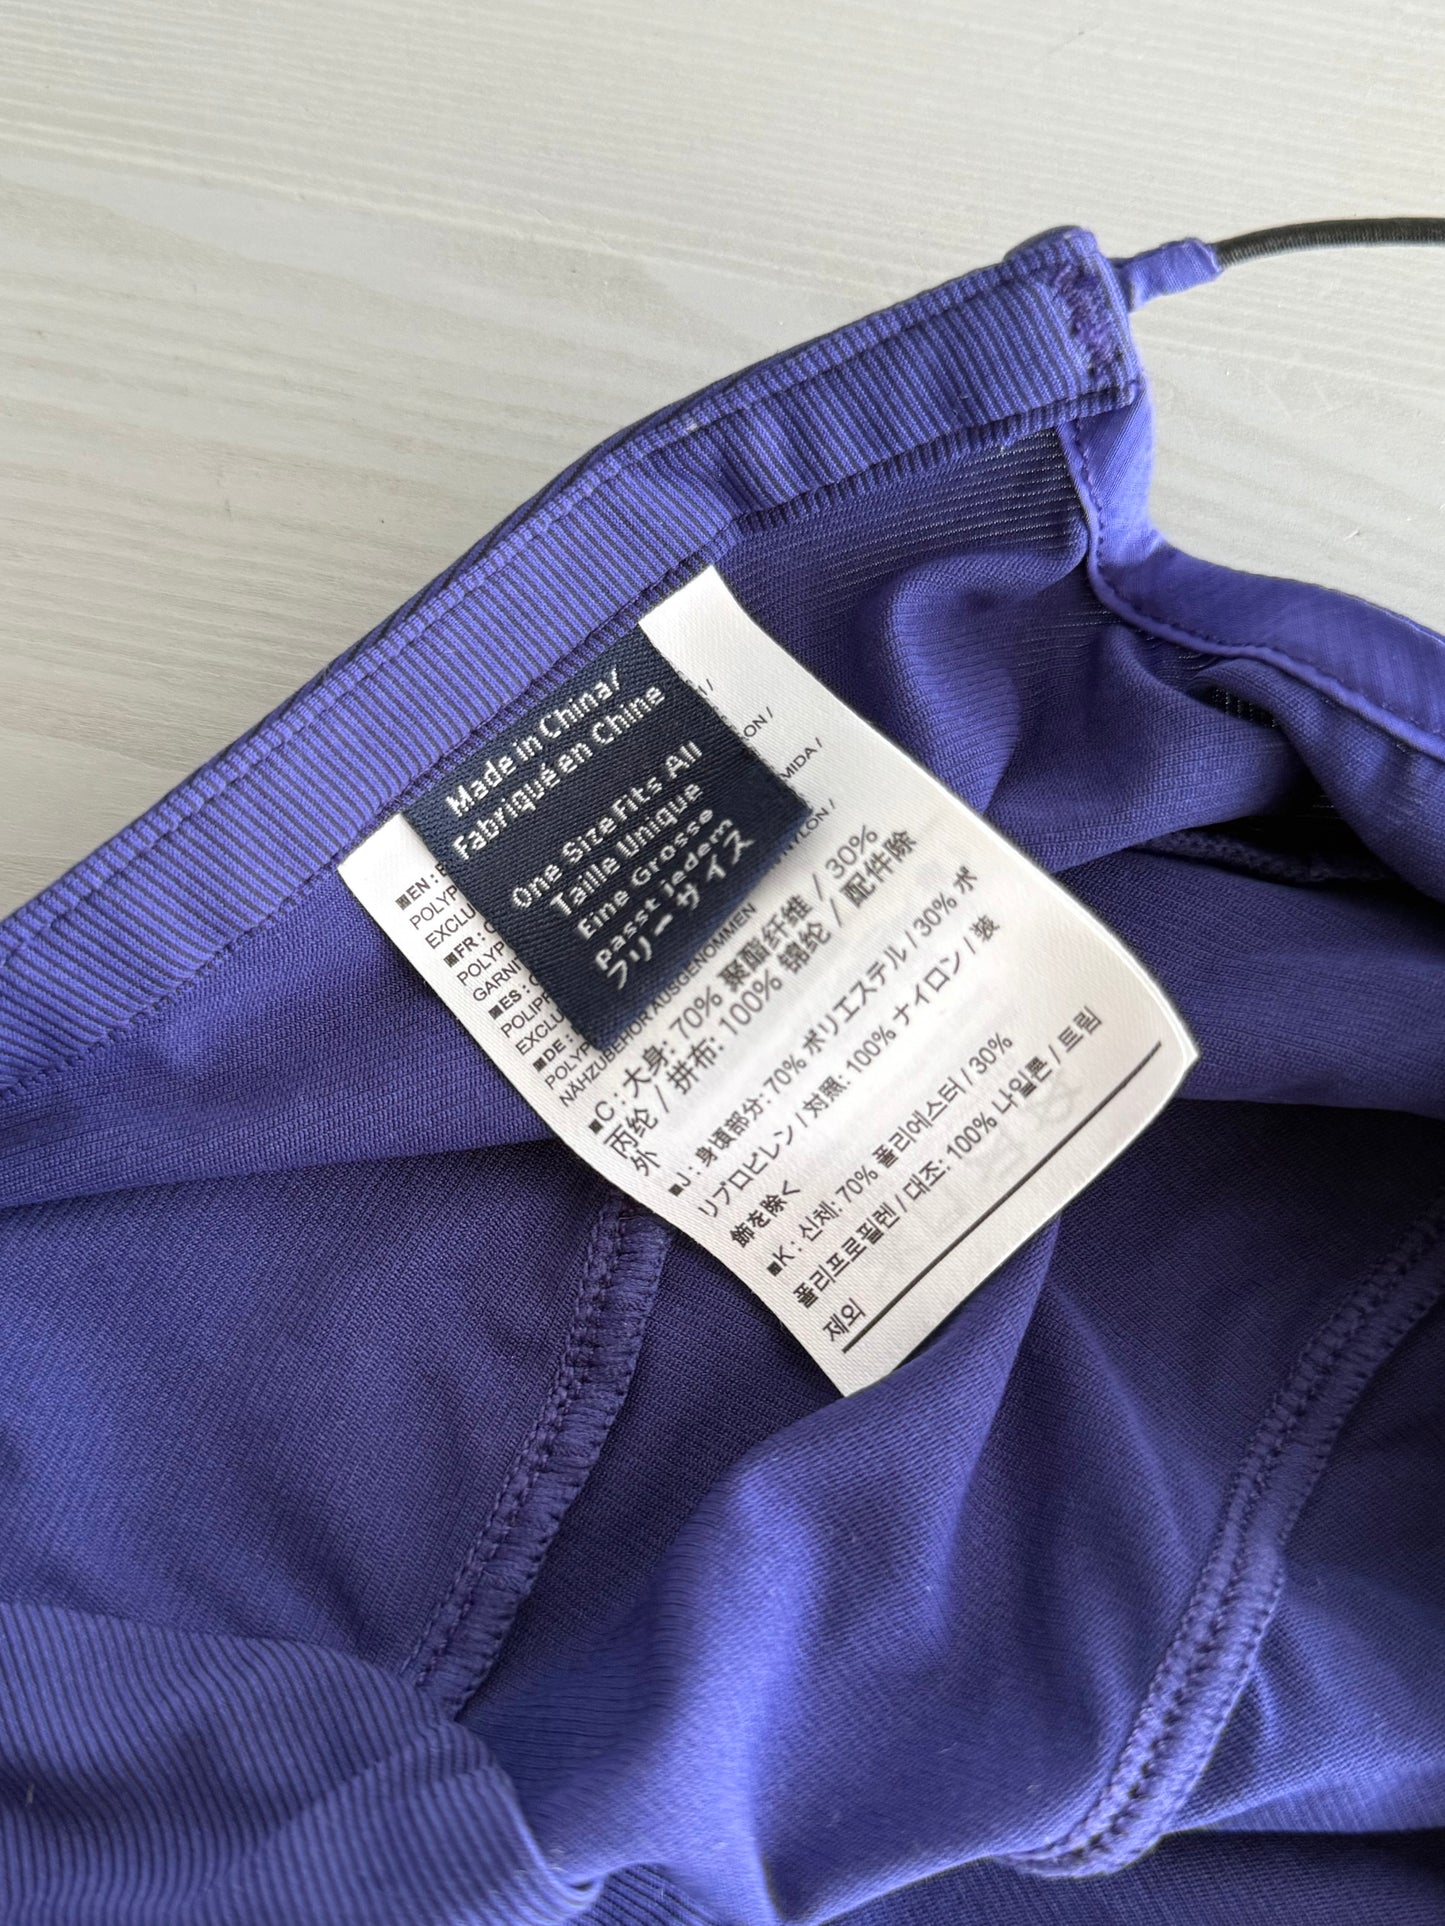 Made in China/
Fabriqué en Chine
One Size Fits All
Taille Unique
Eine Grosse
passt jedem
フリーサイズ
EN:
POLYP
EXCLU
FR:
POLYP
GARNI
ES:
POLIPR
EXCLU
DE:
POLYP
NÄHZUBEHÖR AUSGENOMMEN
ON /
MIDA /
NYLON /
C: 大身: 70% 聚酯纤维 / 30%
丙纶 / 拼布: 100% 锦纶 / 配件除
外
J: 身頃部分: 70% ポリエステル / 30% ポ
リプロピレン / 対照: 100% ナイロン / 装
飾を除く
K: 신체: 70% 폴리에스터 / 30%
폴리프로필렌 / 대조: 100% 나일론 / 트림
제외